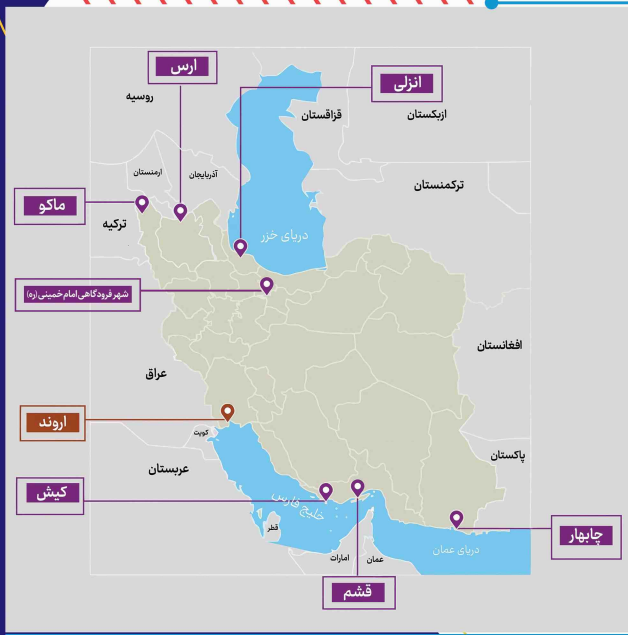 ارس
انزلی
روسیه
قزاقستان
ازبکستان
ارمنستان
آذربایجان
ترکمنستان
ماکو
ترکیه
دریای خزر
شهر فرودگاهی امام خمینی (ره)
افغانستان
عراق
اروند
کویت
پاکستان
عربستان
کیش
خلیج فارس
قطر
چابهار
دریای عمان
امارات
عمان
قشم